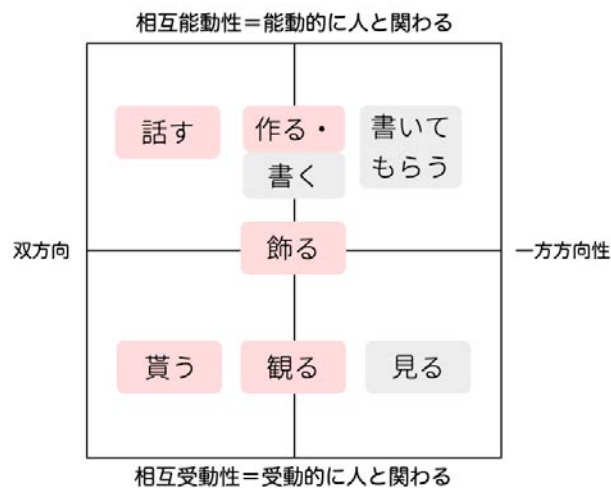 相互能動性＝能動的に人と関わる
話す
作る・
書く
書いて
もらう
双方向
飾る
一方方向性
貰う
観る
見る
相互受動性＝受動的に人と関わる